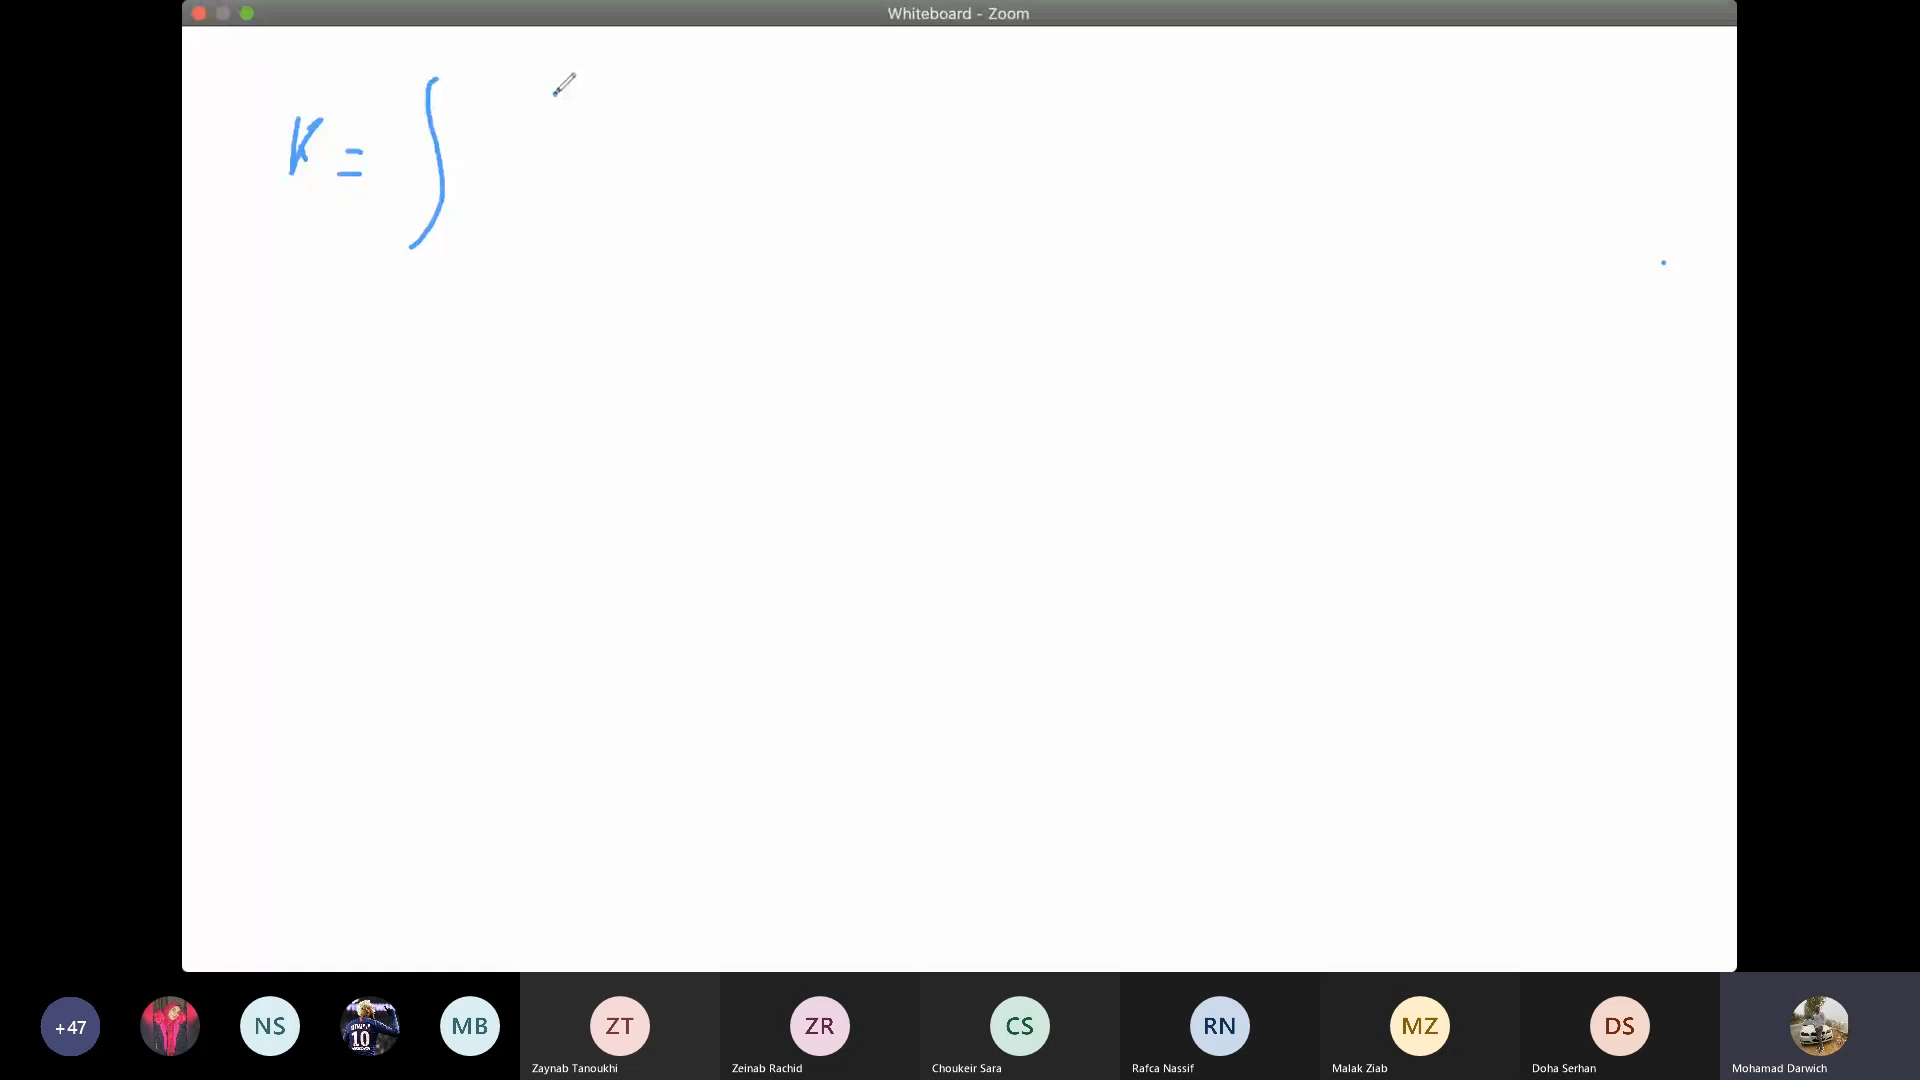 Whiteboard - Zoom
K = ∫
+47
NS
10
MB
ZT
ZR
CS
RN
MZ
DS
Zaynab Tanoukhi
Zeinab Rachid
Choukeir Sara
Rafca Nassif
Malak Ziab
Doha Serhan
Mohamad Darwich